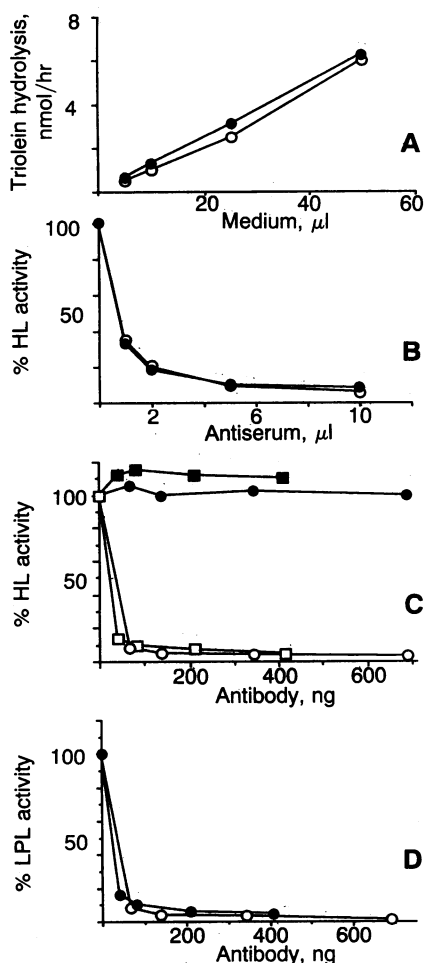 8
Triolein hydrolysis,
nmol/hr
4
A
20 40 60
Medium, μl
100
% HL activity
50
B
2 6 10
Antiserum, μl
100
% HL activity
50
C
200 400 600
Antibody, ng
100
% LPL activity
50
D
200 400 600
Antibody, ng